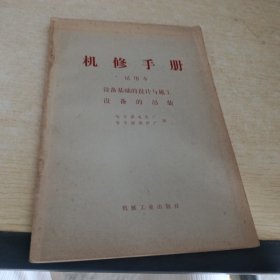 机修手册
试用本
设备基础的设计与施工
设备的吊装
机械工业出版社